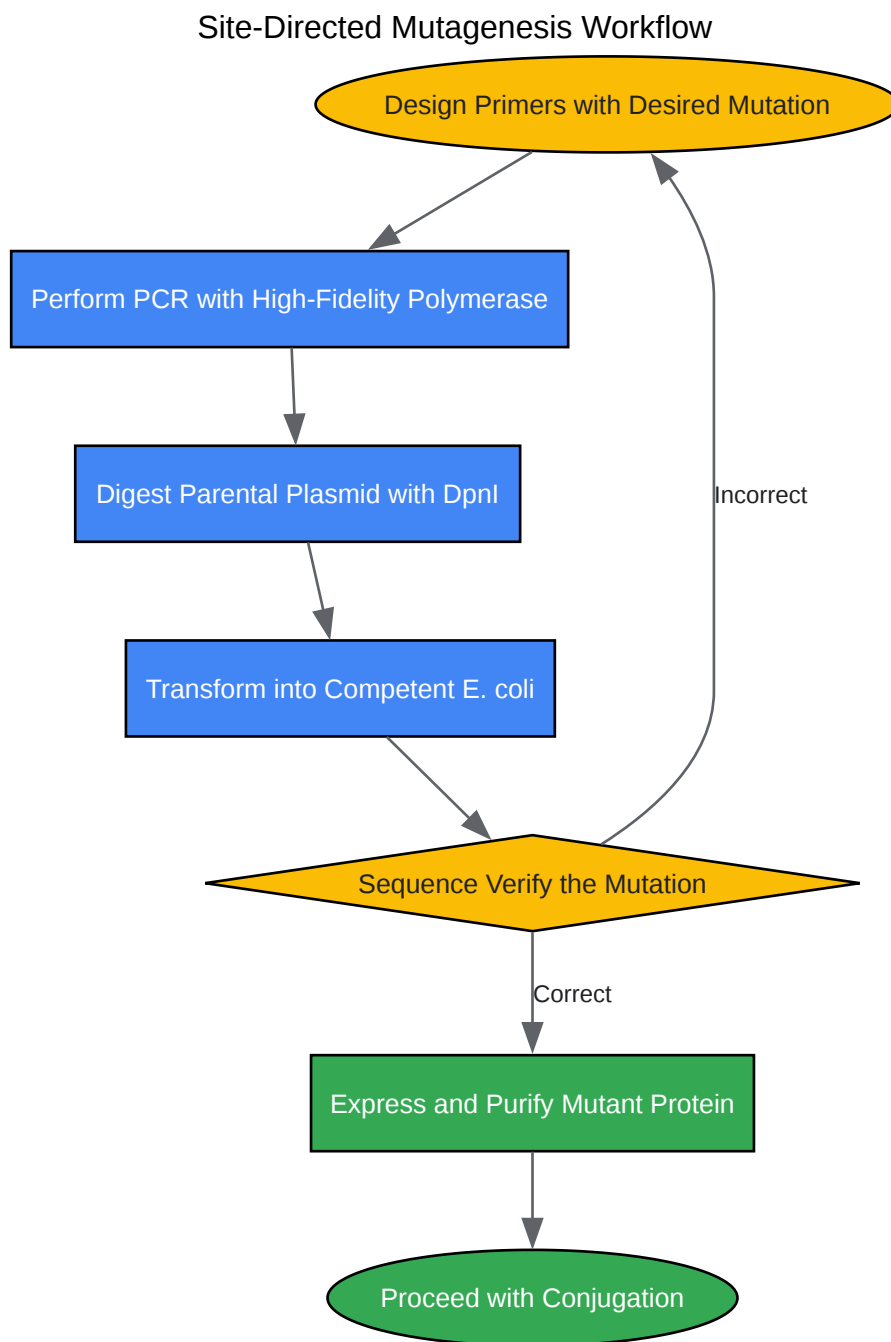 Site-Directed Mutagenesis Workflow
Design Primers with Desired Mutation
Perform PCR with High-Fidelity Polymerase
Digest Parental Plasmid with DpnI
Incorrect
Transform into Competent E. coli
Sequence Verify the Mutation
Correct
Express and Purify Mutant Protein
Proceed with Conjugation